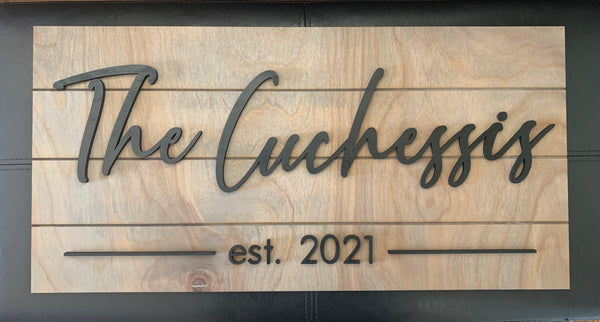 The Cuchessis
est. 2021